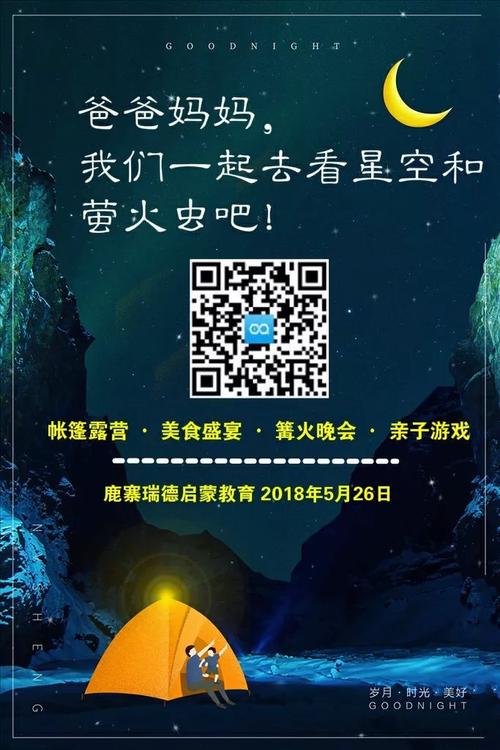 GOODNIGHT
爸爸妈妈,
我们一起去看星空和
萤火虫吧!
帐篷露营 · 美食盛宴 · 篝火晚会 · 亲子游戏
鹿寨瑞德启蒙教育 2018年5月26日
岁月·时光·美好
GOODNIGHT